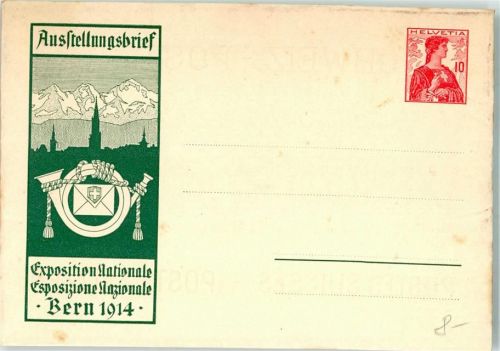 Ausstellungsbrief
HELVETIA
10
Exposition Nationale
Esposizione Nazionale
· Bern 1914 ·
8.-